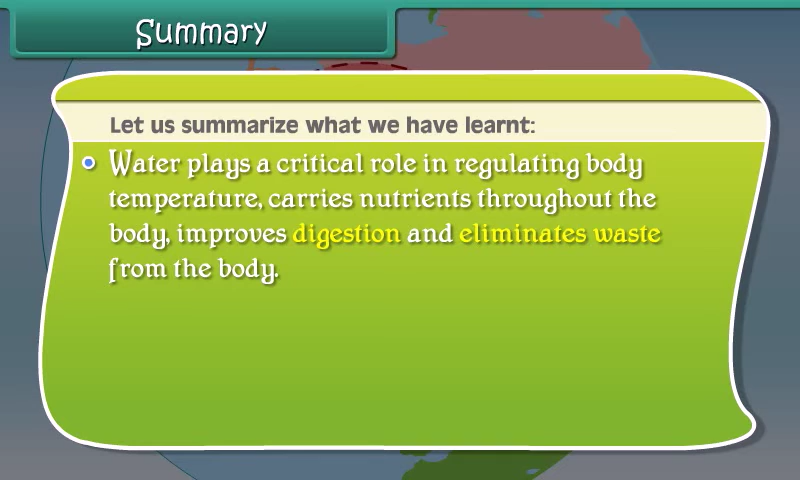 Summary
Let us summarize what we have learnt:
Water plays a critical role in regulating body
temperature, carries nutrients throughout the
body, improves digestion and eliminates waste
from the body.